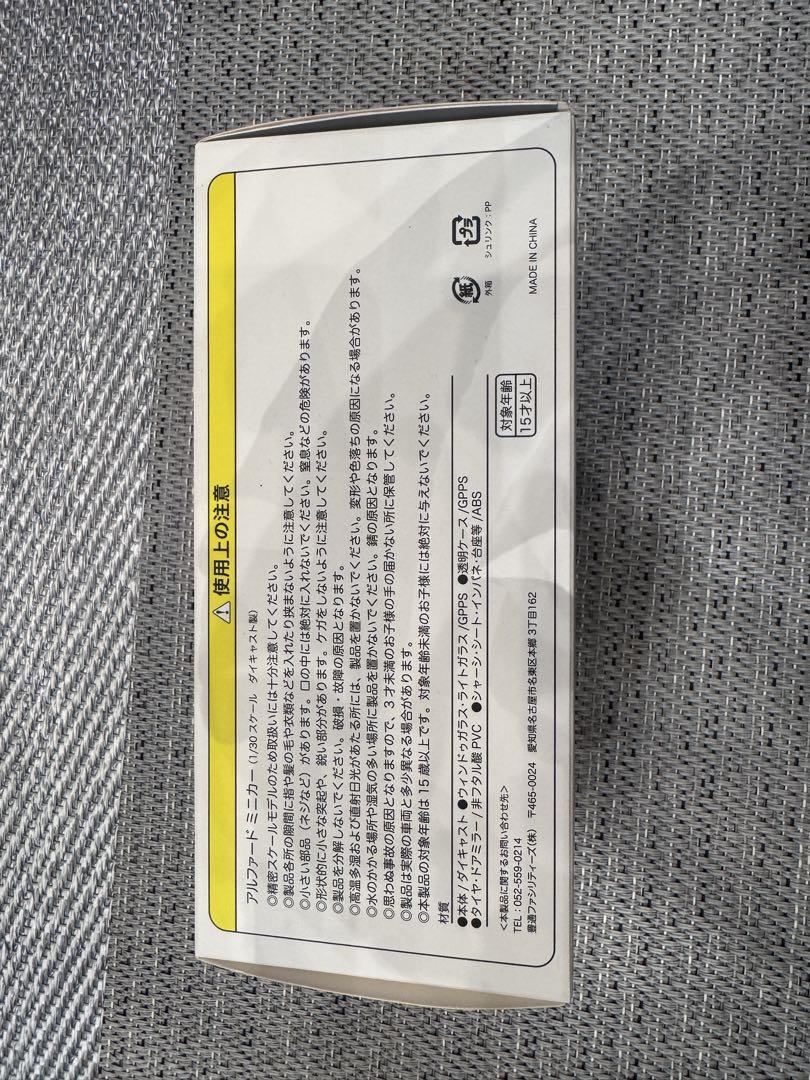 ⚠ 使用上の注意
アルファード ミニカー (1/30 スケール ダイキャスト製)
◎精密スケールモデルのため取扱いには十分注意してください。
◎製品各所の隙間に指や髪の毛や衣類などを入れたり挟まないように注意してください。
◎小さい部品（ネジなど）があります。口の中には絶対に入れないでください。窒息などの危険があります。
◎形状的に小さな突起や、鋭い部分があります。ケガをしないように注意してください。
◎製品を分解しないでください。破損・故障の原因となります。
◎高温多湿および直射日光があたる所には、製品を置かないでください。変形や色落ちの原因になる場合があります。
◎水のかかる場所や湿気の多い場所に製品を置かないでください。錆の原因となります。
◎思わぬ事故の原因となりますので、3才未満のお子様の手の届かない所に保管してください。
◎製品は実際の車両と多少異なる場合があります。
◎本製品の対象年齢は15歳以上です。対象年齢未満のお子様には絶対に与えないでください。
材質
●本体/ダイキャスト ●ウィンドゥガラス・ライトガラス/GPPS ●透明ケース/GPPS
●タイヤ・ドアミラー/非フタル酸PVC ●シャーシ・シート・インパネ・台座等/ABS
<本製品に関するお問い合わせ先>
TEL：052-559-0214
豊通ファシリティーズ（株） 〒465-0024 愛知県名古屋市名東区本郷3丁目162
対象年齢
15才以上
紙
外箱
プラ
シュリンク：PP
MADE IN CHINA